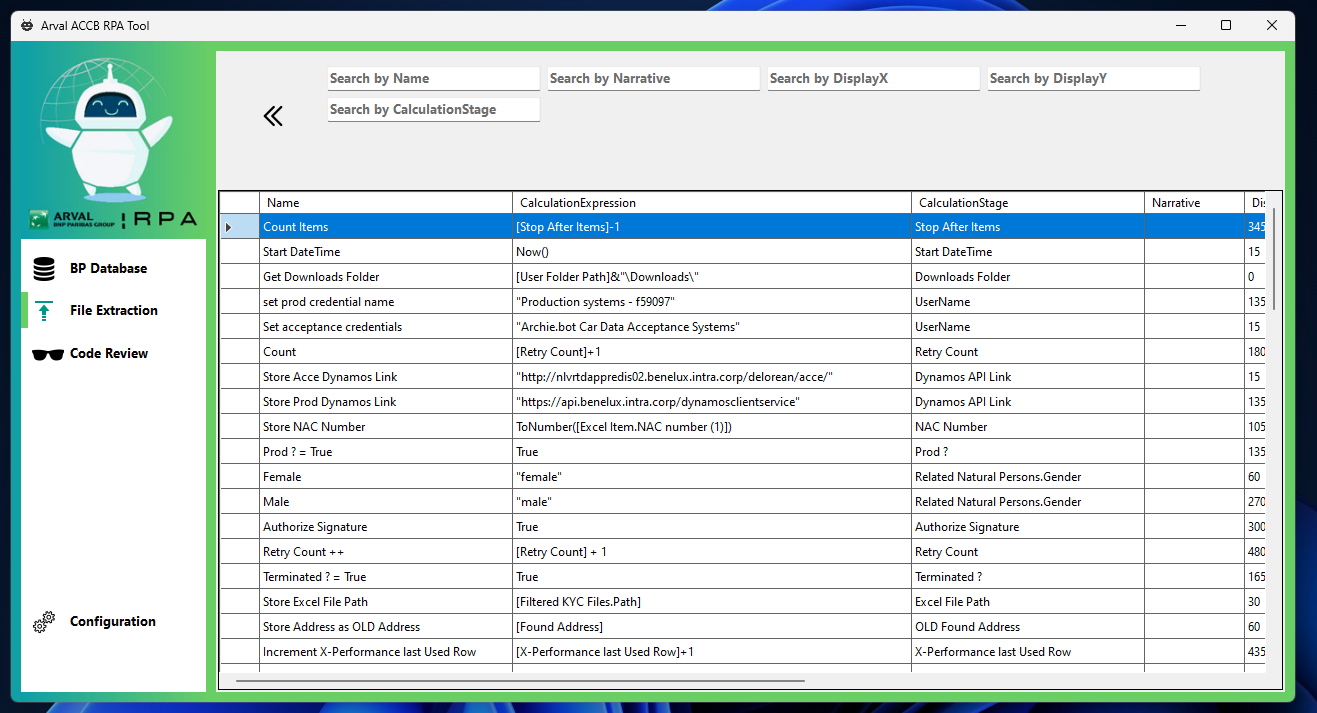 Arval ACCB RPA Tool
ARVAL
BNP PARIBAS GROUP
RPA
BP Database
File Extraction
Code Review
Configuration
Search by Name Search by Narrative Search by DisplayX Search by DisplayY
Search by CalculationStage
Name CalculationExpression CalculationStage Narrative Dis
Count Items [Stop After Items]-1 Stop After Items 345
Start DateTime Now() Start DateTime 15
Get Downloads Folder [User Folder Path]&"\Downloads\" Downloads Folder 0
set prod credential name "Production systems - f59097" UserName 135
Set acceptance credentials "Archie.bot Car Data Acceptance Systems" UserName 15
Count [Retry Count]+1 Retry Count 180
Store Acce Dynamos Link "http://nlvrtdappredis02.benelux.intra.corp/delorean/acce/" Dynamos API Link 15
Store Prod Dynamos Link "https://api.benelux.intra.corp/dynamosclientservice" Dynamos API Link 135
Store NAC Number ToNumber([Excel Item.NAC number (1)]) NAC Number 105
Prod ? = True True Prod ? 135
Female "female" Related Natural Persons.Gender 60
Male "male" Related Natural Persons.Gender 270
Authorize Signature True Authorize Signature 300
Retry Count ++ [Retry Count] + 1 Retry Count 480
Terminated ? = True True Terminated ? 165
Store Excel File Path [Filtered KYC Files.Path] Excel File Path 30
Store Address as OLD Address [Found Address] OLD Found Address 60
Increment X-Performance last Used Row [X-Performance last Used Row]+1 X-Performance last Used Row 435